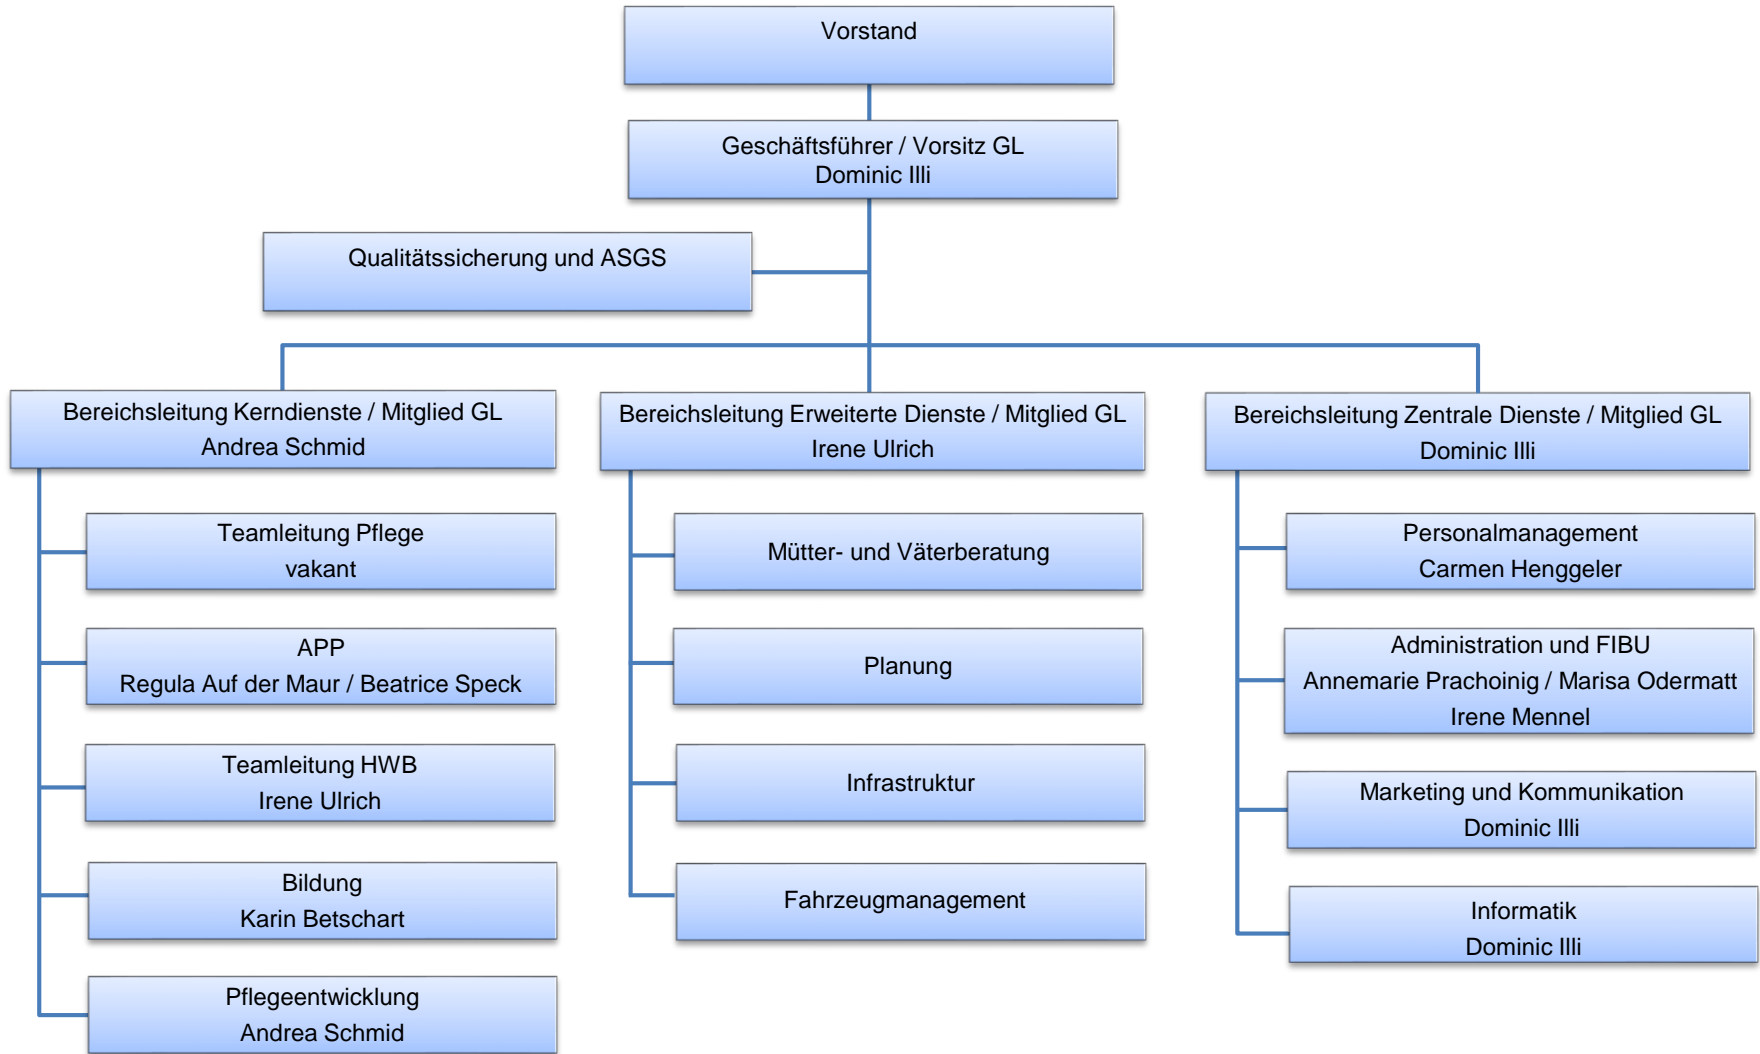 Vorstand
Geschäftsführer / Vorsitz GL
Dominic Illi
Qualitätssicherung und ASGS
Bereichsleitung Kerndienste / Mitglied GL
Andrea Schmid
Teamleitung Pflege
vakant
APP
Regula Auf der Maur / Beatrice Speck
Teamleitung HWB
Irene Ulrich
Bildung
Karin Betschart
Pflegeentwicklung
Andrea Schmid
Bereichsleitung Erweiterte Dienste / Mitglied GL
Irene Ulrich
Mütter- und Väterberatung
Planung
Infrastruktur
Fahrzeugmanagement
Bereichsleitung Zentrale Dienste / Mitglied GL
Dominic Illi
Personalmanagement
Carmen Henggeler
Administration und FIBU
Annemarie Prachoinig / Marisa Odermatt
Irene Mennel
Marketing und Kommunikation
Dominic Illi
Informatik
Dominic Illi